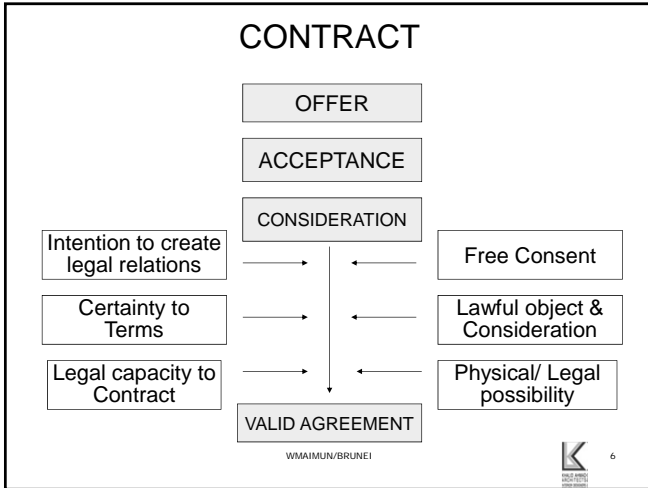 CONTRACT
OFFER
ACCEPTANCE
CONSIDERATION
Intention to create
legal relations
Free Consent
Certainty to
Terms
Lawful object &
Consideration
Legal capacity to
Contract
Physical/ Legal
possibility
VALID AGREEMENT
WMAIMUN/BRUNEI
6